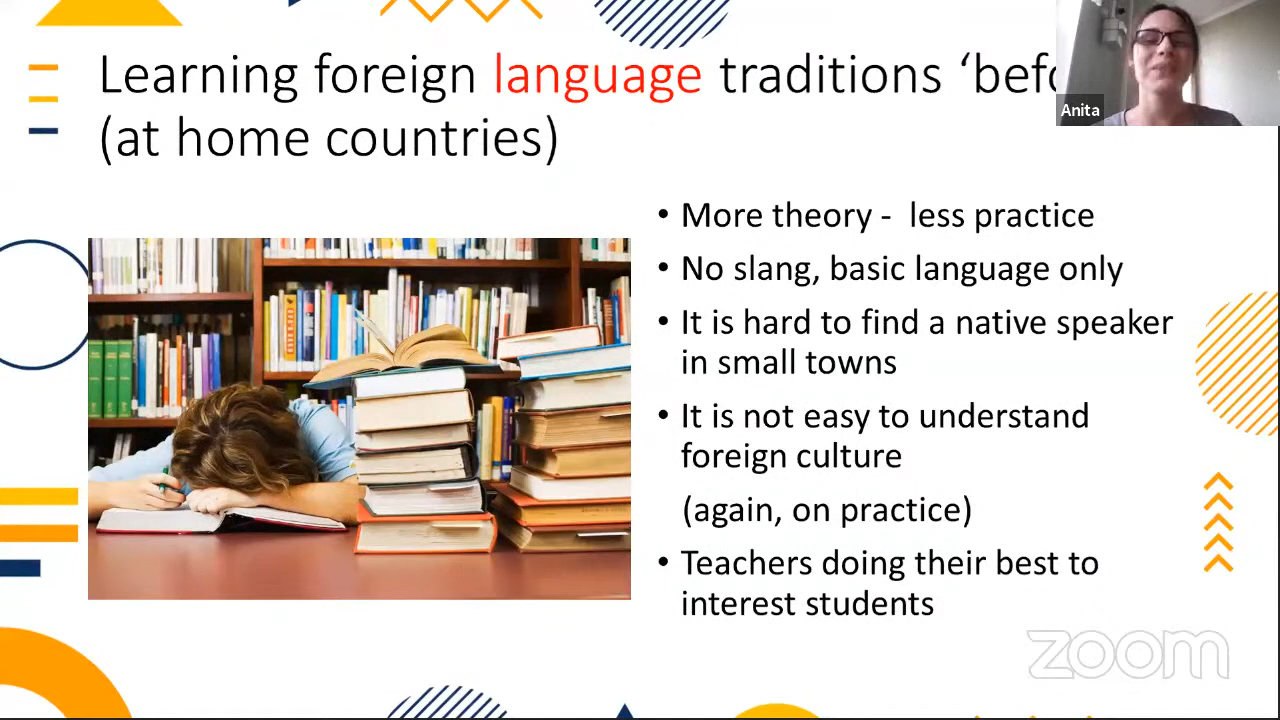 Learning foreign language traditions
(at home countries)
Anita
• More theory - less practice
• No slang, basic language only
• It is hard to find a native speaker
in small towns
• It is not easy to understand
foreign culture
(again, on practice)
• Teachers doing their best to
interest students
zoom